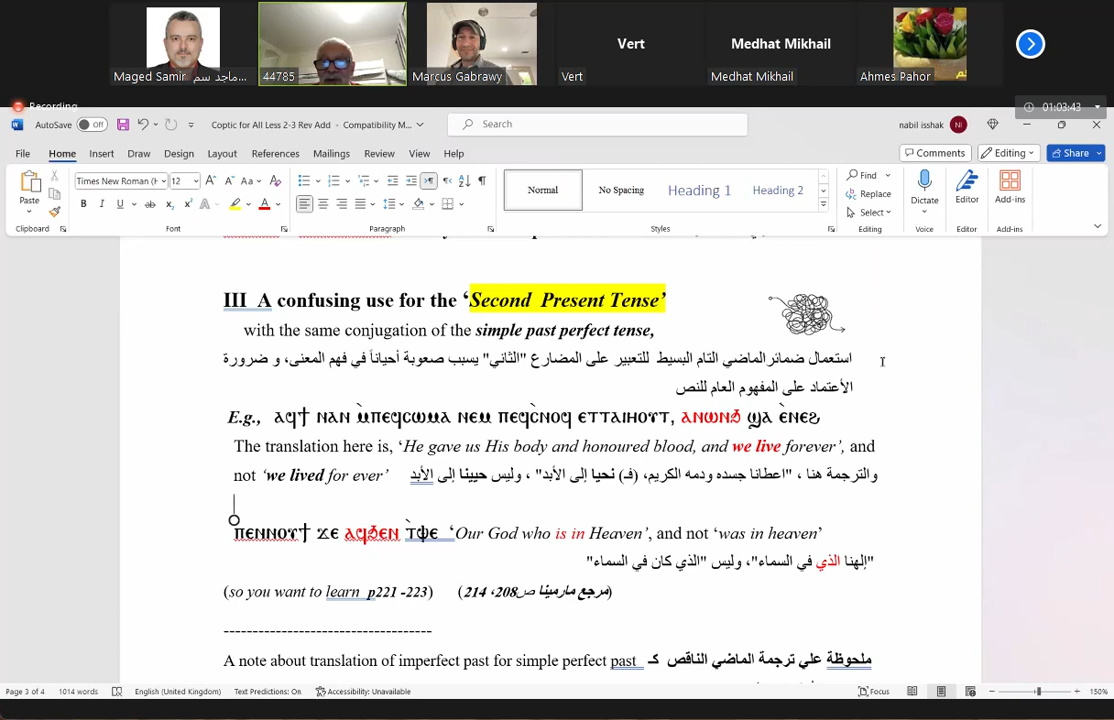 Maged Samir ماجد سم...
44785
Marcus Gabrawy
Vert
Vert
Medhat Mikhail
Medhat Mikhail
Ahmes Pahor
Recording
01:03:43
AutoSave Off
Coptic for All Less 2-3 Rev Add - Compatibility M...
Search
nabil isshak NI
File Home Insert Draw Design Layout References Mailings Review View Help
Comments Editing Share
Paste
Times New Roman (H 12
Normal
No Spacing
Heading 1
Heading 2
Find
Replace
Select
Dictate
Editor
Add-ins
Clipboard Font Paragraph Styles Editing Voice Editor Add-ins
III A confusing use for the ‘Second Present Tense’
with the same conjugation of the simple past perfect tense,
استعمال ضمائر الماضي التام البسيط للتعبير على المضارع "الثاني" يسبب صعوبة أحياناً في فهم المعنى، و ضرورة
الأعتماد على المفهوم العام للنص
E.g., ⲁϥϯ ⲛⲁⲛ ⲙ̀ⲡⲉϥⲥⲱⲙⲁ ⲛⲉⲙ ⲡⲉϥⲥ̀ⲛⲟϥ ⲉⲧⲧⲁⲓⲏⲟⲩⲧ, ⲁⲛⲱⲛϧ ϣⲁ ⲉ̀ⲛⲉϩ
The translation here is, ‘He gave us His body and honoured blood, and we live forever’, and
not ‘we lived for ever’ والترجمة هنا ، "اعطانا جسده ودمه الكريم، (فـ) نحيا إلى الأبد" ، وليس حيينا إلى الأبد
ⲡⲉⲛⲛⲟⲩϯ ϫⲉ ⲁϥϧⲉⲛ ⲧ̀ⲫⲉ ‘Our God who is in Heaven’, and not ‘was in heaven’
"إلهنا الذي في السماء"، وليس "الذي كان في السماء"
(so you want to learn p221 -223) (مرجع مارمينا ص208، 214)
-----------------------------------
A note about translation of imperfect past for simple perfect past ملحوظة علي ترجمة الماضي الناقص كـ
Page 3 of 4 1014 words English (United Kingdom) Text Predictions: On Accessibility: Unavailable Focus 150%